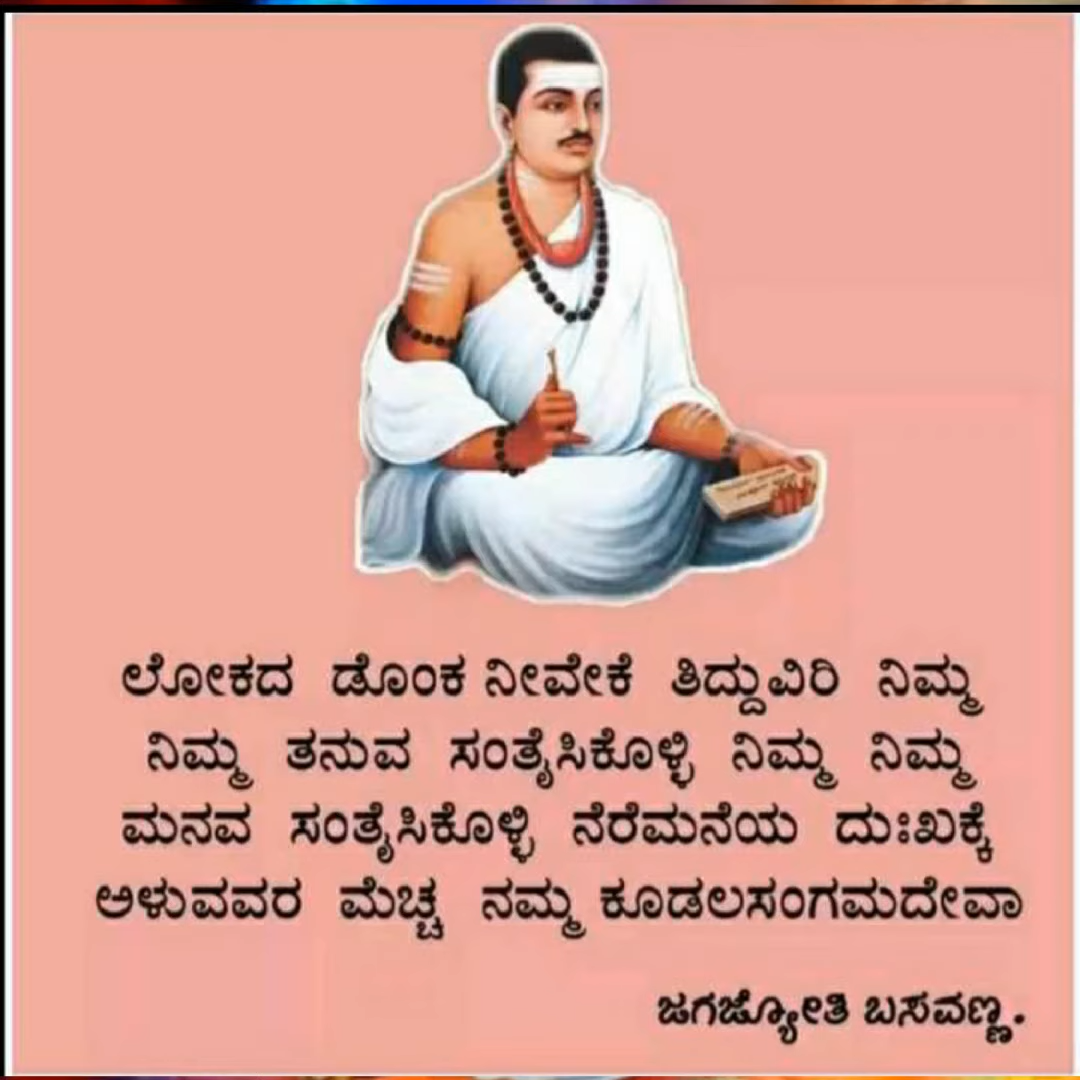 ಲೋಕದ ಡೊಂಕ ನೀವೇಕೆ ತಿದ್ದುವಿರಿ ನಿಮ್ಮ
ನಿಮ್ಮ ತನುವ ಸಂತೈಸಿಕೊಳ್ಳಿ ನಿಮ್ಮ ನಿಮ್ಮ
ಮನವ ಸಂತೈಸಿಕೊಳ್ಳಿ ನೆರೆಮನೆಯ ದುಃಖಕ್ಕೆ
ಅಳುವವರ ಮೆಚ್ಚ ನಮ್ಮ ಕೂಡಲಸಂಗಮದೇವಾ
ಜಗಜ್ಯೋತಿ ಬಸವಣ್ಣ.